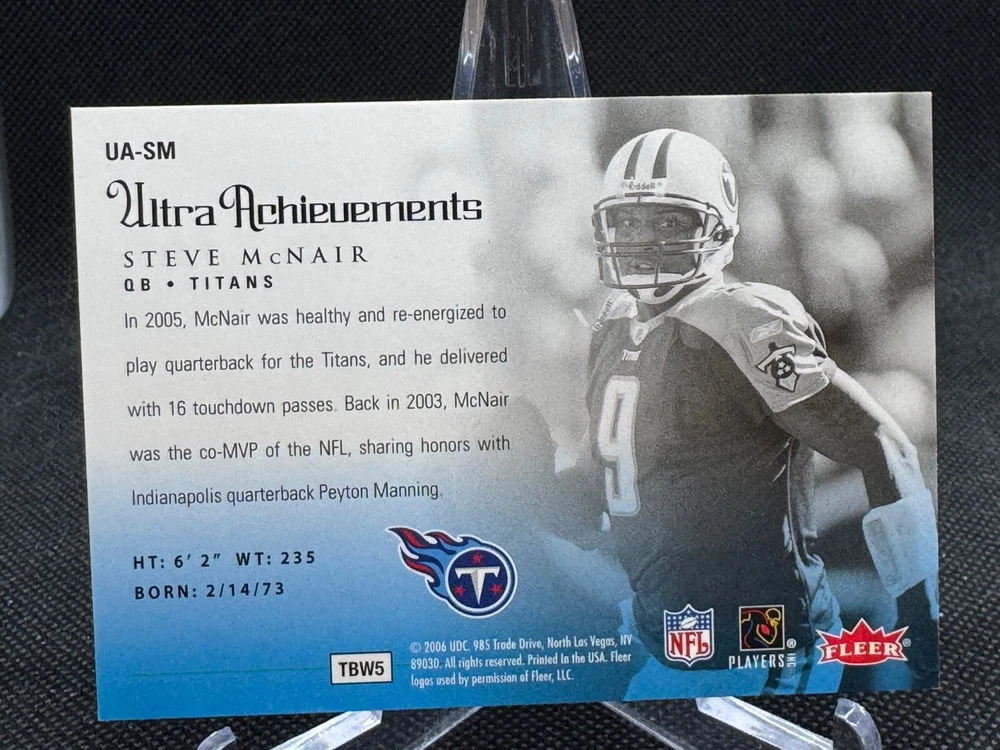 UA-SM
Ultra Achievements
STEVE McNAIR
QB • TITANS
In 2005, McNair was healthy and re-energized to
play quarterback for the Titans, and he delivered
with 16 touchdown passes. Back in 2003, McNair
was the co-MVP of the NFL, sharing honors with
Indianapolis quarterback Peyton Manning.
HT: 6' 2" WT: 235
BORN: 2/14/73
TBW5
© 2006 UDC. 985 Trade Drive, North Las Vegas, NV
89030. All rights reserved. Printed In the USA. Fleer
logos used by permission of Fleer, LLC.
NFL
PLAYERS INC ®
FLEER ®
Riddell
TITANS
9
T